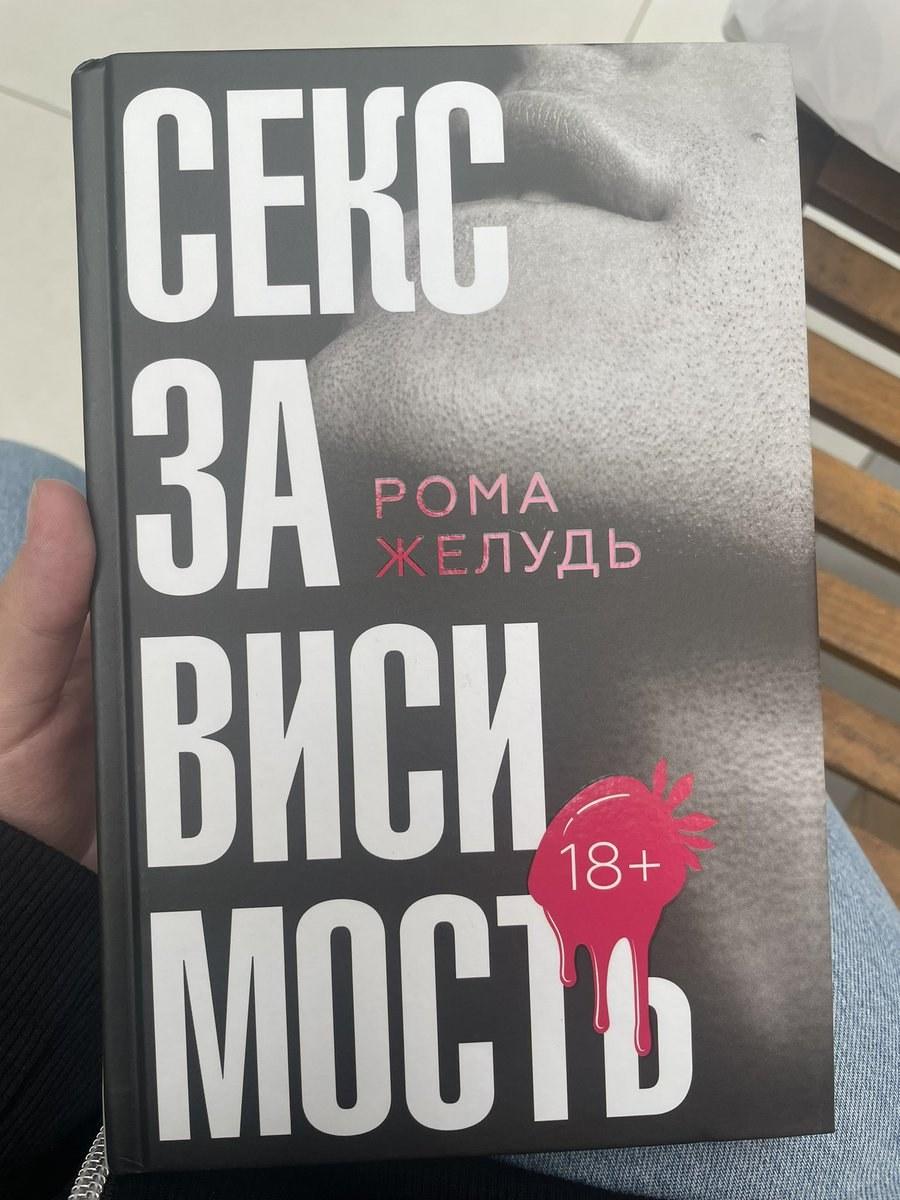 СЕКС
ЗА
РОМА
ЖЕЛУДЬ
ВИСИ
18+
МОСТЬ